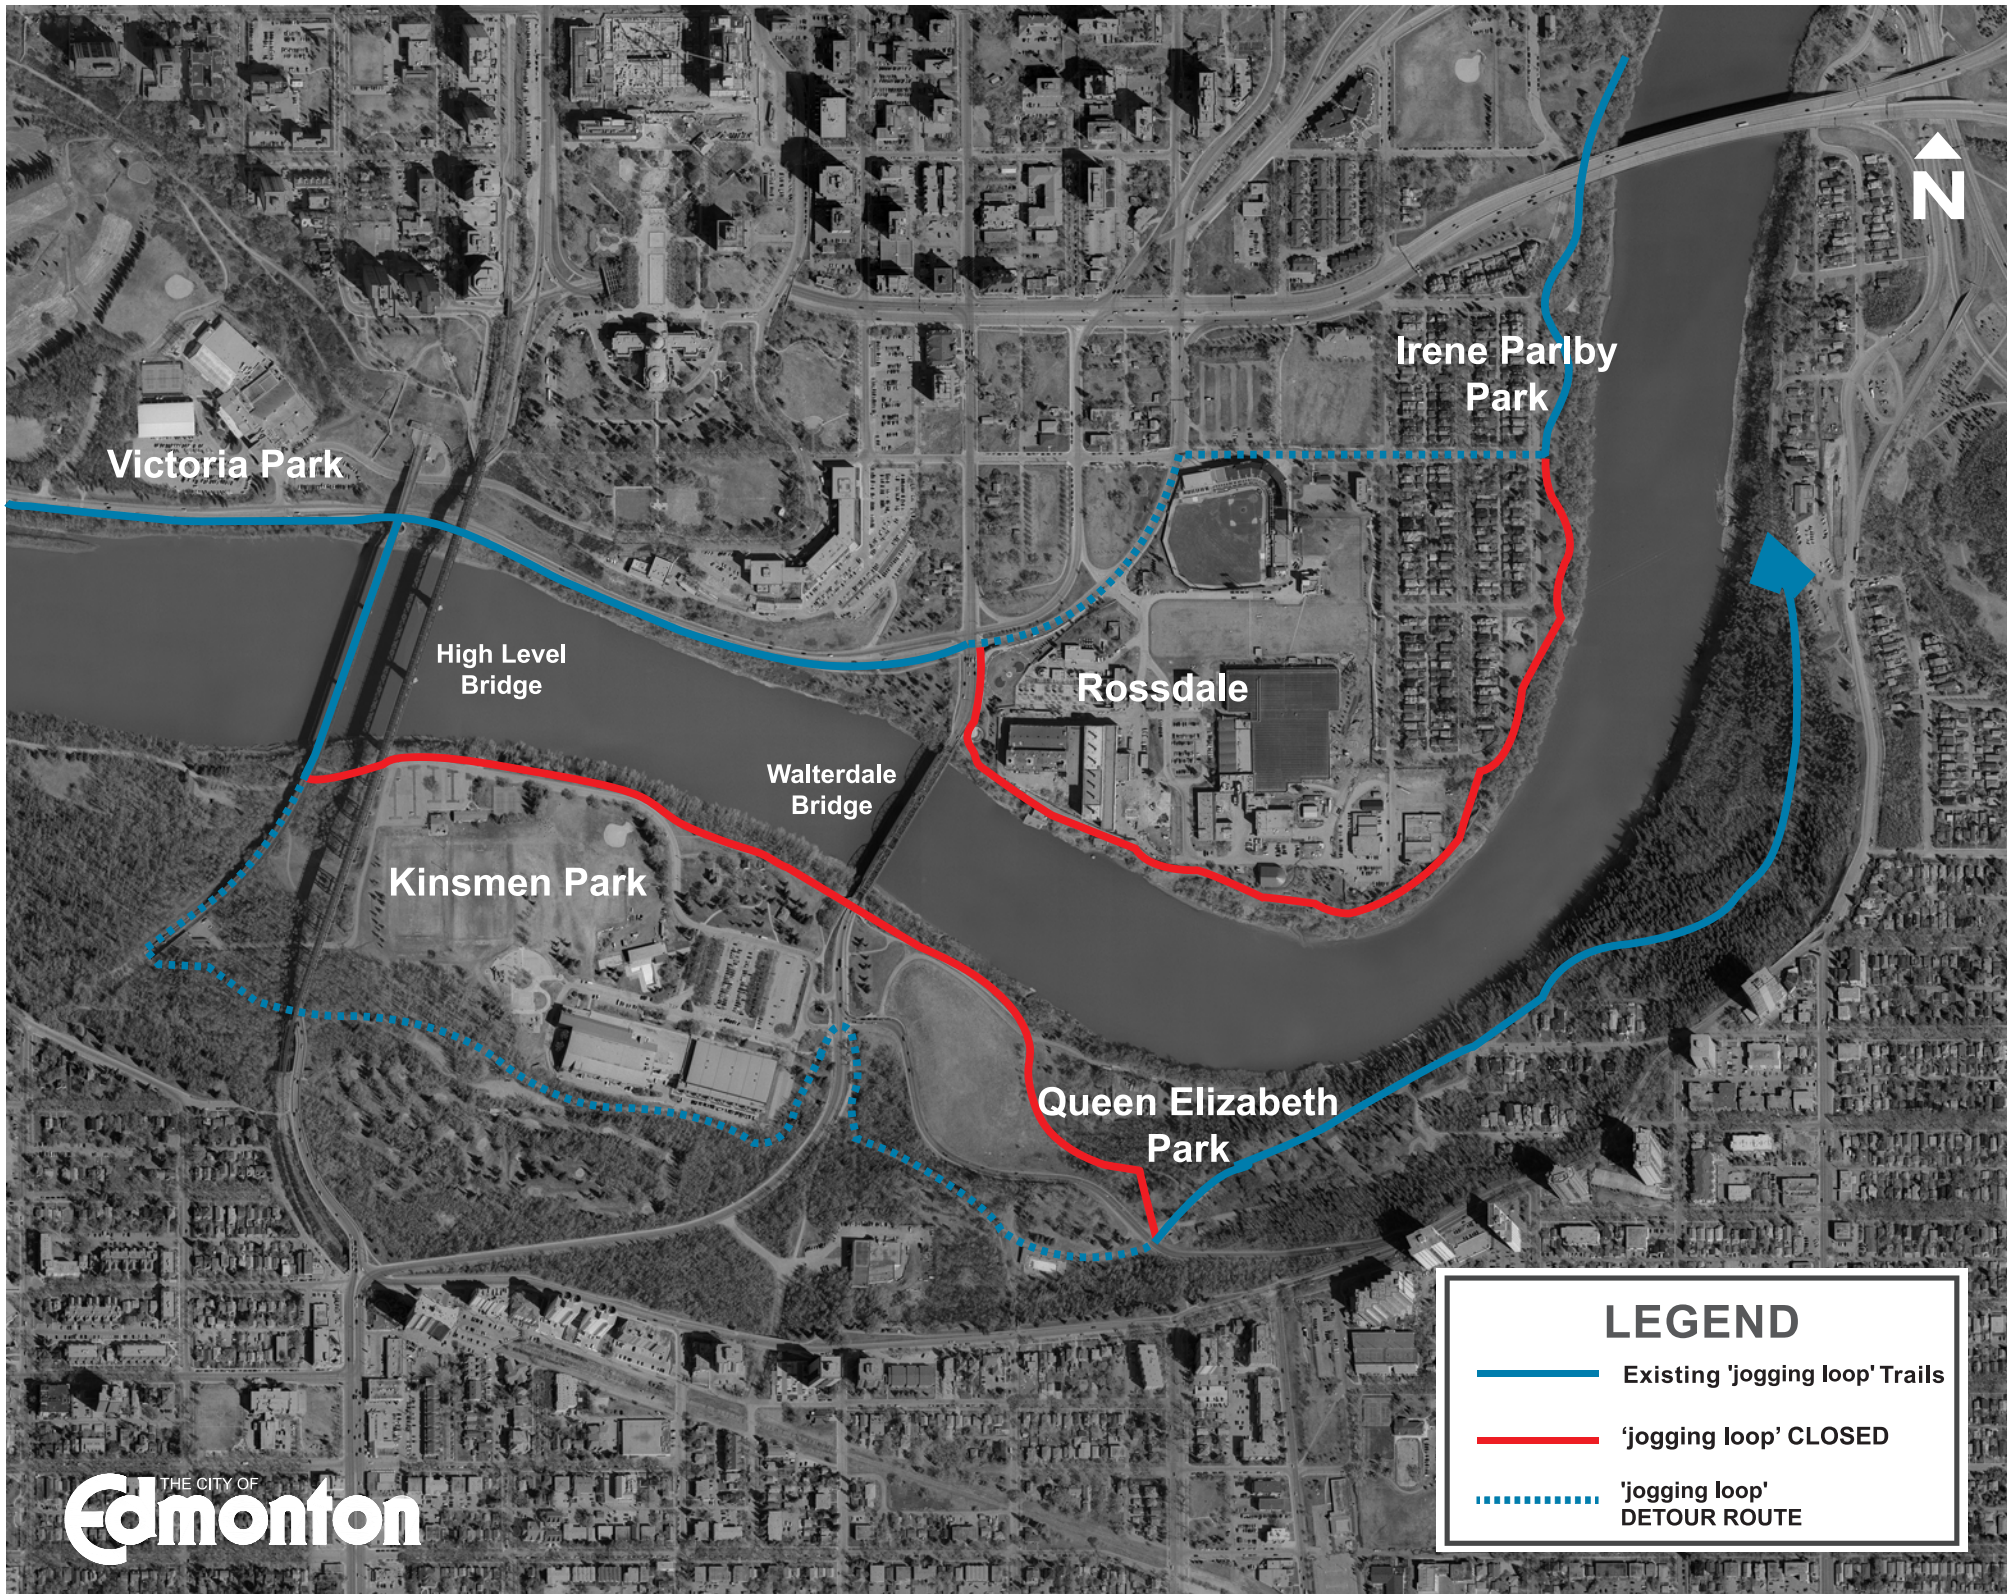 N
Irene Parlby
Park
Victoria Park
High Level
Bridge
Rossdale
Walterdale
Bridge
Kinsmen Park
Queen Elizabeth
Park
LEGEND
Existing 'jogging loop' Trails
‘jogging loop’ CLOSED
'jogging loop'
DETOUR ROUTE
THE CITY OF
Edmonton